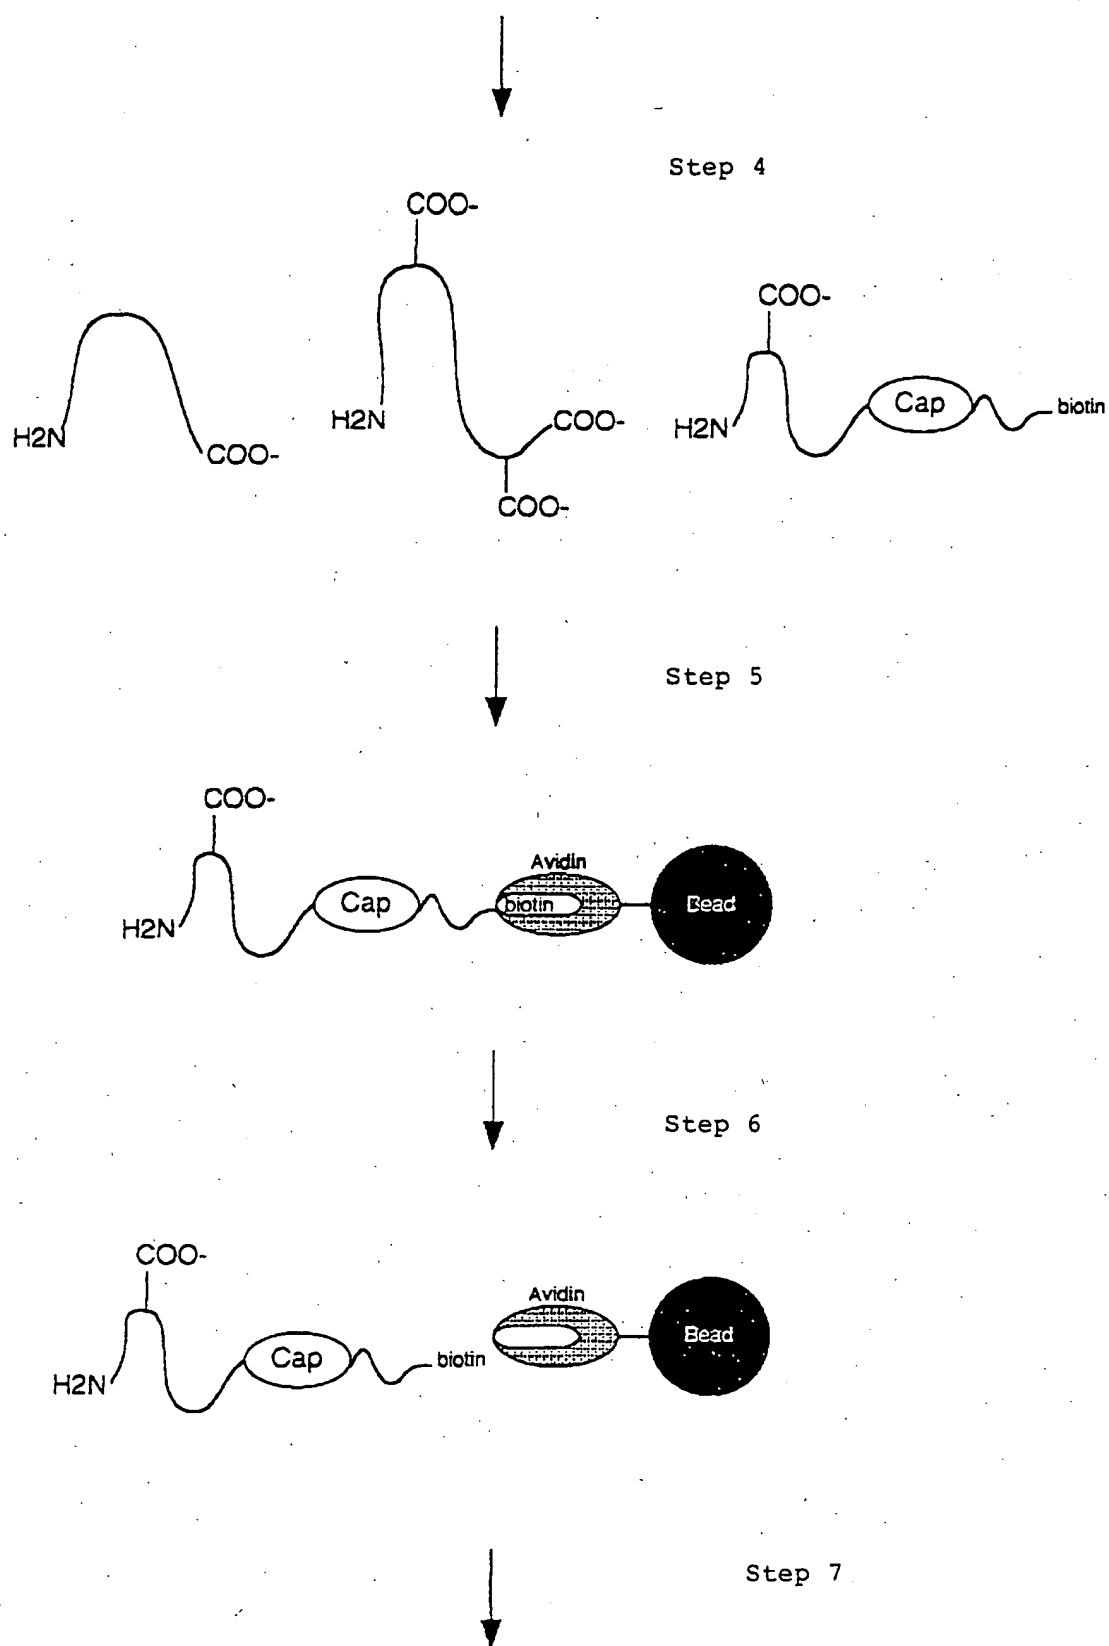 Step 4
COO-
COO-
H2N
COO-
Cap
biotin
H2N
H2N
COO-
COO-
Step 5
COO-
Avidin
Cap
biotin
Bead
H2N
Step 6
COO-
Avidin
Bead
Cap
biotin
H2N
Step 7